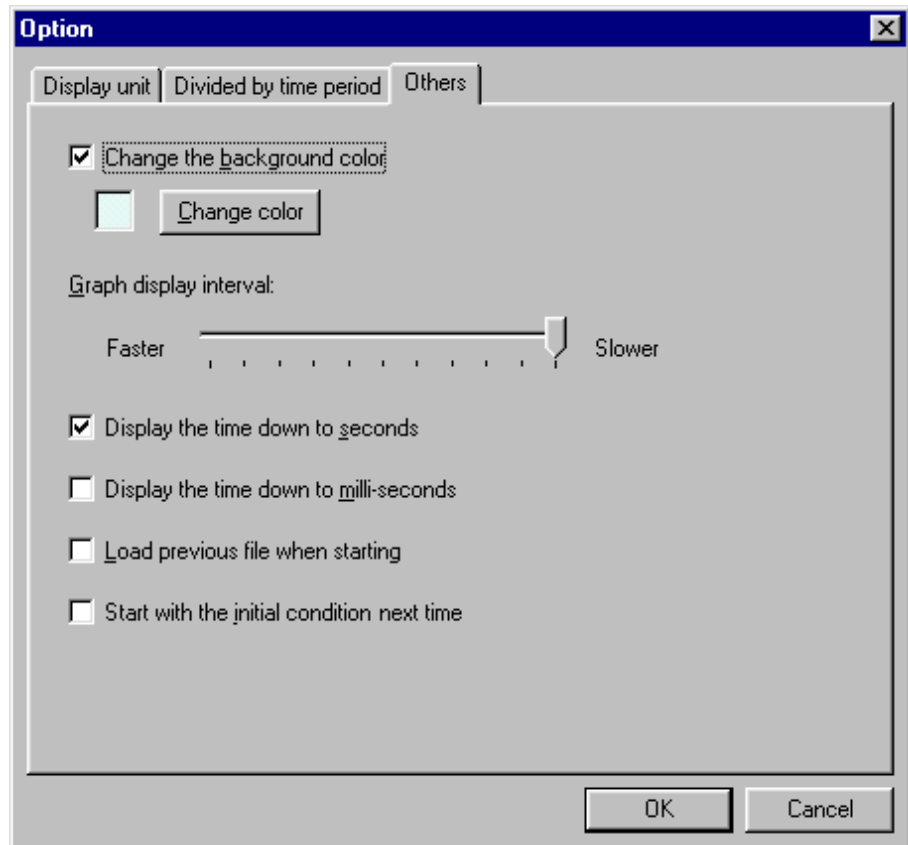 Option
Display unit Divided by time period Others
Change the background color
Change color
Graph display interval:
Faster Slower
Display the time down to seconds
Display the time down to milli-seconds
Load previous file when starting
Start with the initial condition next time
OK Cancel